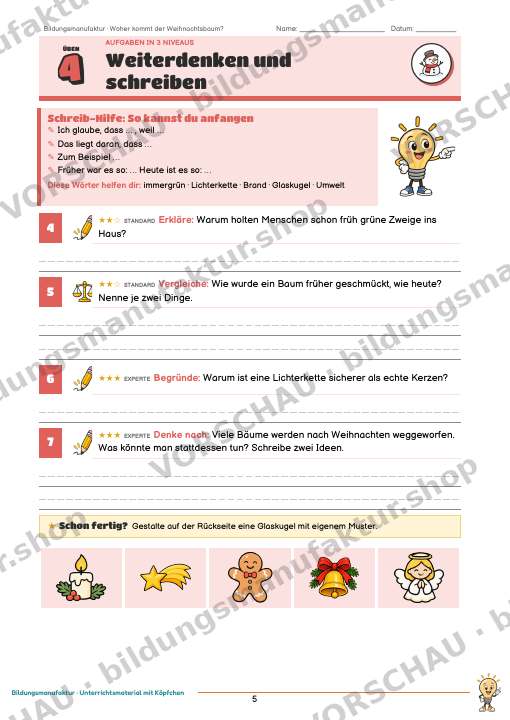 Bildungsmanufaktur · Woher kommt der Weihnachtsbaum?
Name: Datum:
ÜBEN
4
AUFGABEN IN 3 NIVEAUS
Weiterdenken und
schreiben
Schreib-Hilfe: So kannst du anfangen
✎ Ich glaube, dass …, weil …
✎ Das liegt daran, dass …
✎ Zum Beispiel …
✎ Früher war es so: … Heute ist es so: …
Diese Wörter helfen dir: immergrün · Lichterkette · Brand · Glaskugel · Umwelt
4 ★★☆ STANDARD Erkläre: Warum holten Menschen schon früh grüne Zweige ins
Haus?
5 ★★☆ STANDARD Vergleiche: Wie wurde ein Baum früher geschmückt, wie heute?
Nenne je zwei Dinge.
6 ★★★ EXPERTE Begründe: Warum ist eine Lichterkette sicherer als echte Kerzen?
7 ★★★ EXPERTE Denke nach: Viele Bäume werden nach Weihnachten weggeworfen.
Was könnte man stattdessen tun? Schreibe zwei Ideen.
★ Schon fertig? Gestalte auf der Rückseite eine Glaskugel mit eigenem Muster.
Bildungsmanufaktur · Unterrichtsmaterial mit Köpfchen
5
VORSCHAU · bildungsmanufaktur.shop